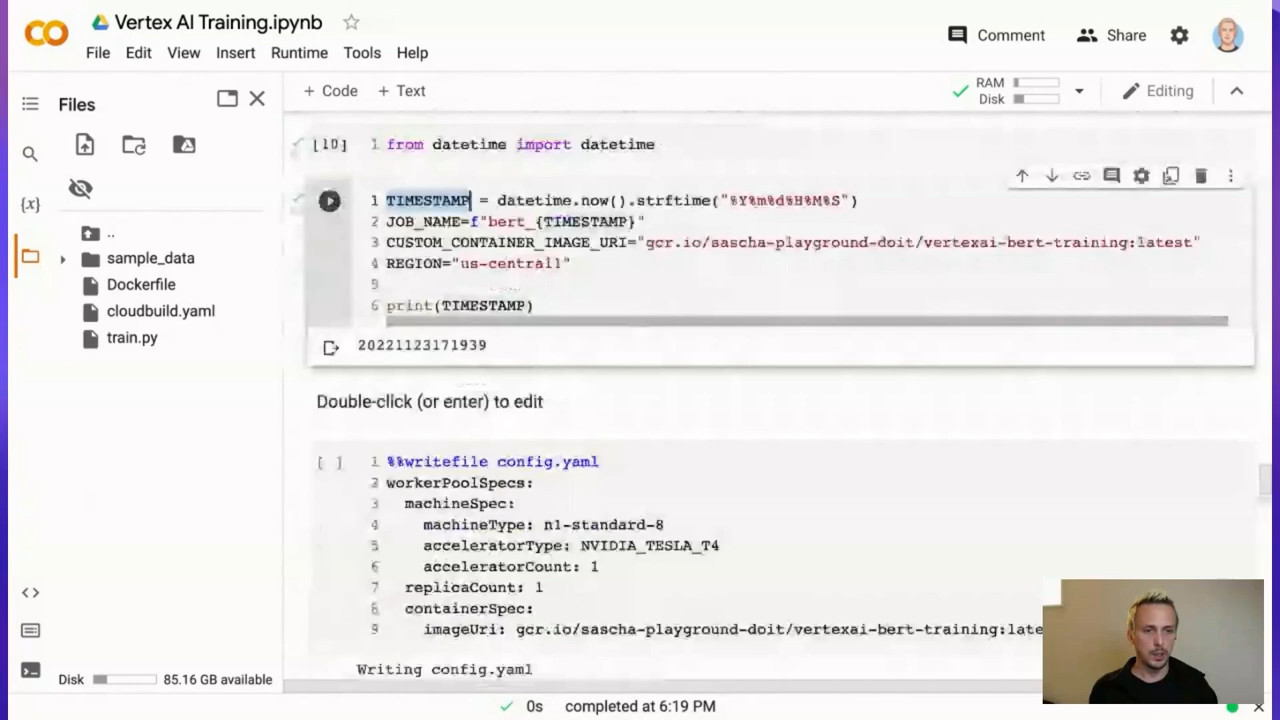 Vertex AI Training.ipynb
Comment
Share
File Edit View Insert Runtime Tools Help
Files
+ Code + Text
RAM
Disk
Editing
[10] 1 from datetime import datetime
1 TIMESTAMP = datetime.now().strftime("%Y%m%d%H%M%S")
2 JOB_NAME=f"bert_{TIMESTAMP}"
3 CUSTOM_CONTAINER_IMAGE_URI="gcr.io/sascha-playground-doit/vertexai-bert-training:latest"
4 REGION="us-central1"
5
6 print(TIMESTAMP)
20221123171939
{x}
..
sample_data
Dockerfile
cloudbuild.yaml
train.py
Double-click (or enter) to edit
[ ] 1 %%writefile config.yaml
2 workerPoolSpecs:
3 machineSpec:
4 machineType: n1-standard-8
5 acceleratorType: NVIDIA_TESLA_T4
6 acceleratorCount: 1
7 replicaCount: 1
8 containerSpec:
9 imageUri: gcr.io/sascha-playground-doit/vertexai-bert-training:late
Writing config.yaml
Disk 85.16 GB available
0s completed at 6:19 PM